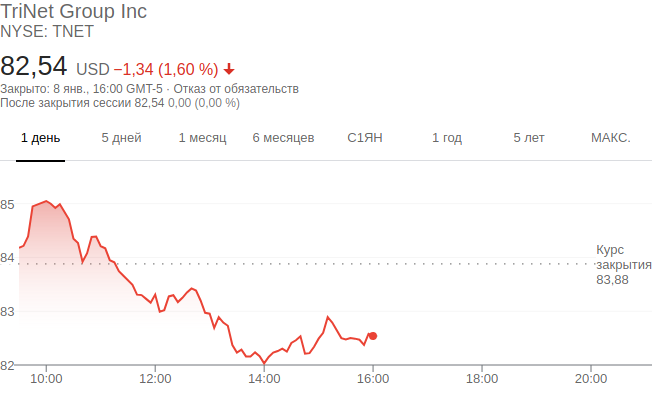 TriNet Group Inc
NYSE: TNET
82,54 USD −1,34 (1,60 %)
Закрыто: 8 янв., 16:00 GMT-5 · Отказ от обязательств
После закрытия сессии 82,54 0,00 (0,00 %)
1 день 5 дней 1 месяц 6 месяцев С1ЯН 1 год 5 лет МАКС.
85
84
83
82
Курс
закрытия
83,88
10:00 12:00 14:00 16:00 18:00 20:00